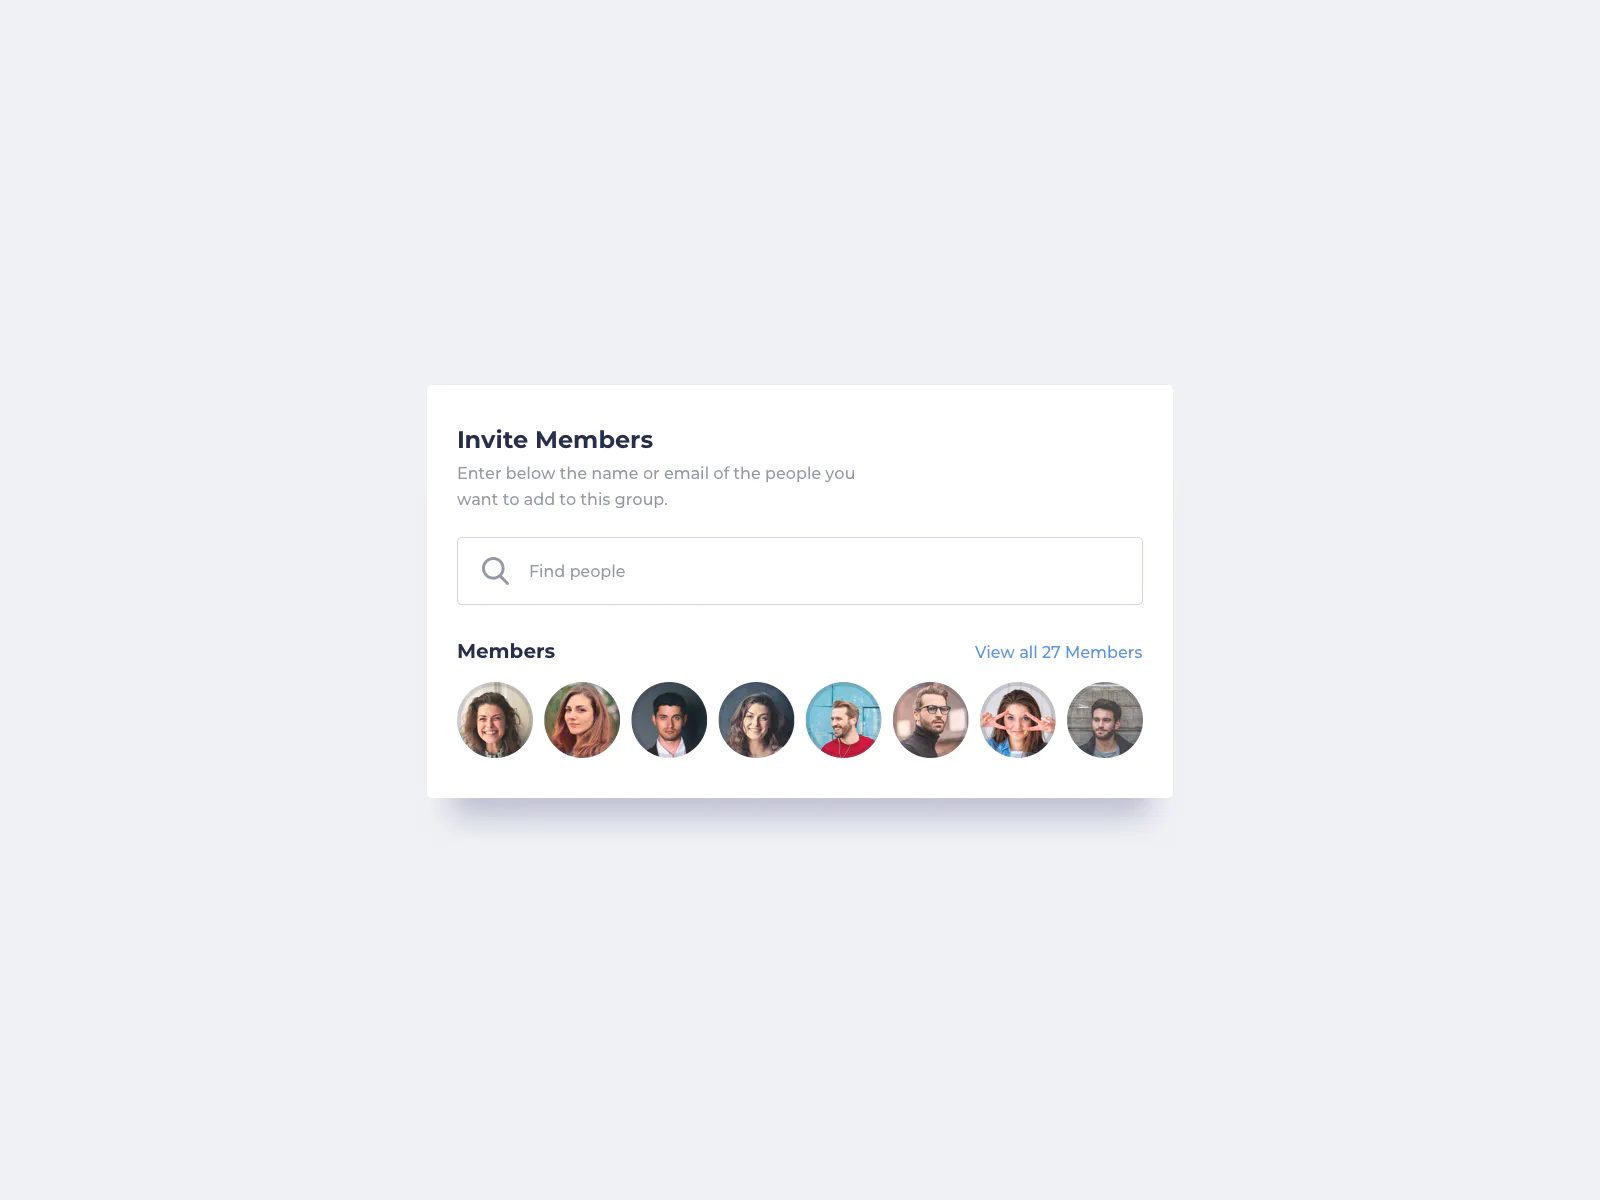 Invite Members
Enter below the name or email of the people you
want to add to this group.
Find people
Members
View all 27 Members